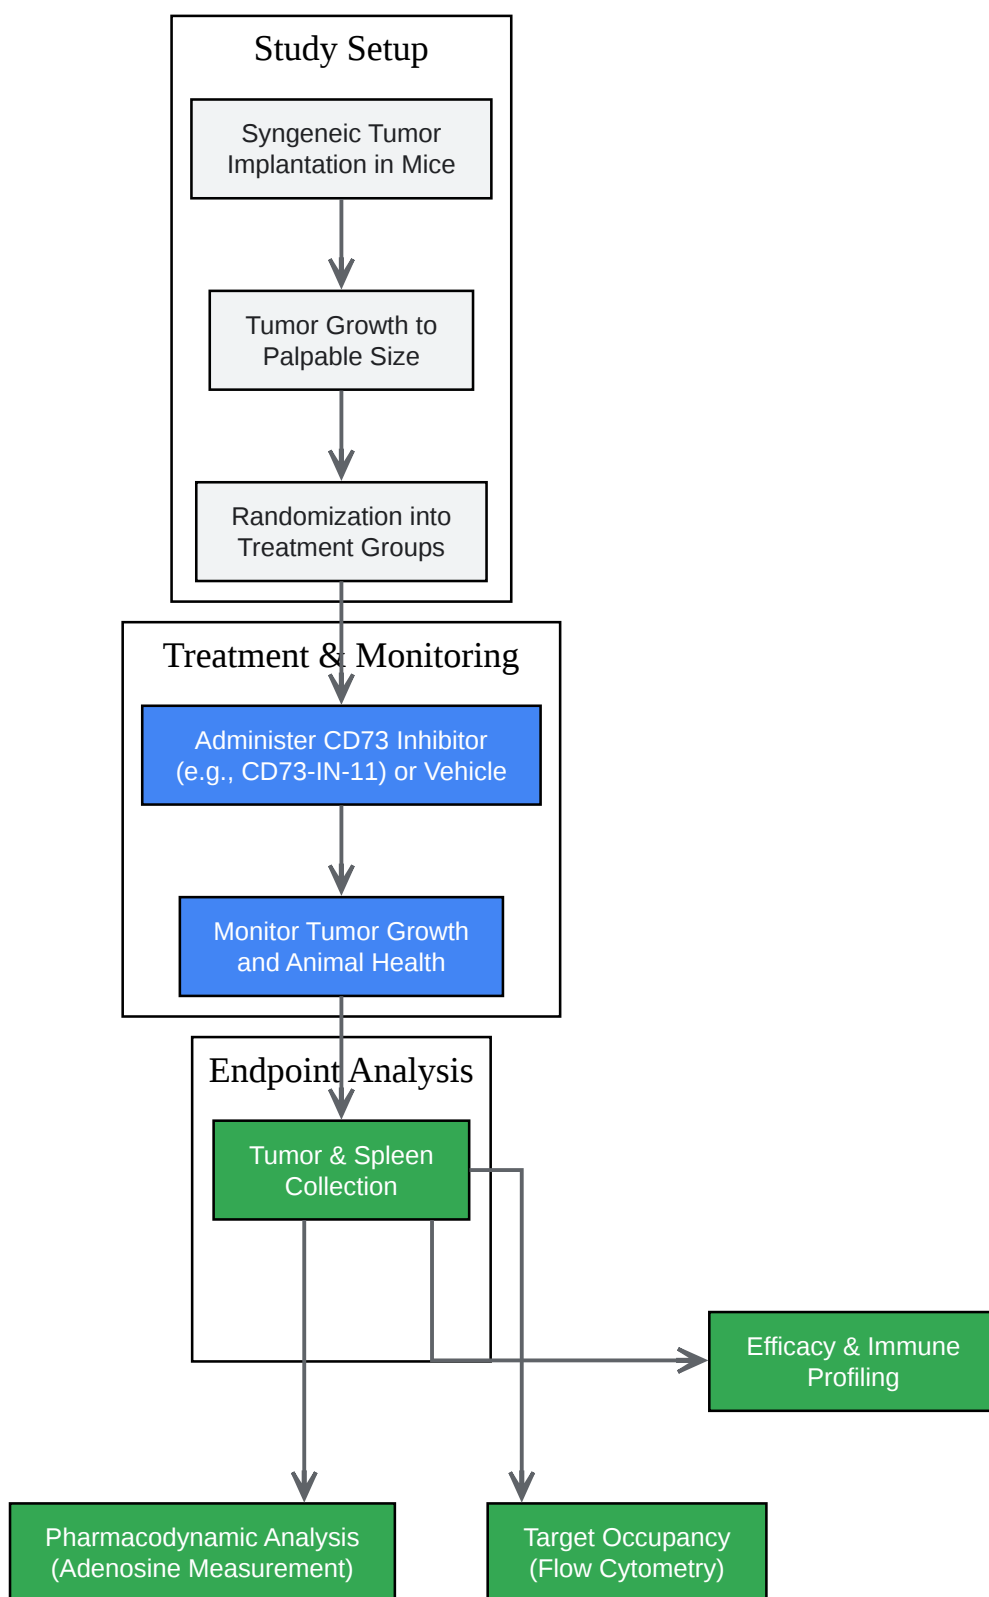 Study Setup
Syngeneic Tumor
Implantation in Mice
Tumor Growth to
Palpable Size
Randomization into
Treatment Groups
Treatment & Monitoring
Administer CD73 Inhibitor
(e.g., CD73-IN-11) or Vehicle
Monitor Tumor Growth
and Animal Health
Endpoint Analysis
Tumor & Spleen
Collection
Efficacy & Immune
Profiling
Pharmacodynamic Analysis
(Adenosine Measurement)
Target Occupancy
(Flow Cytometry)